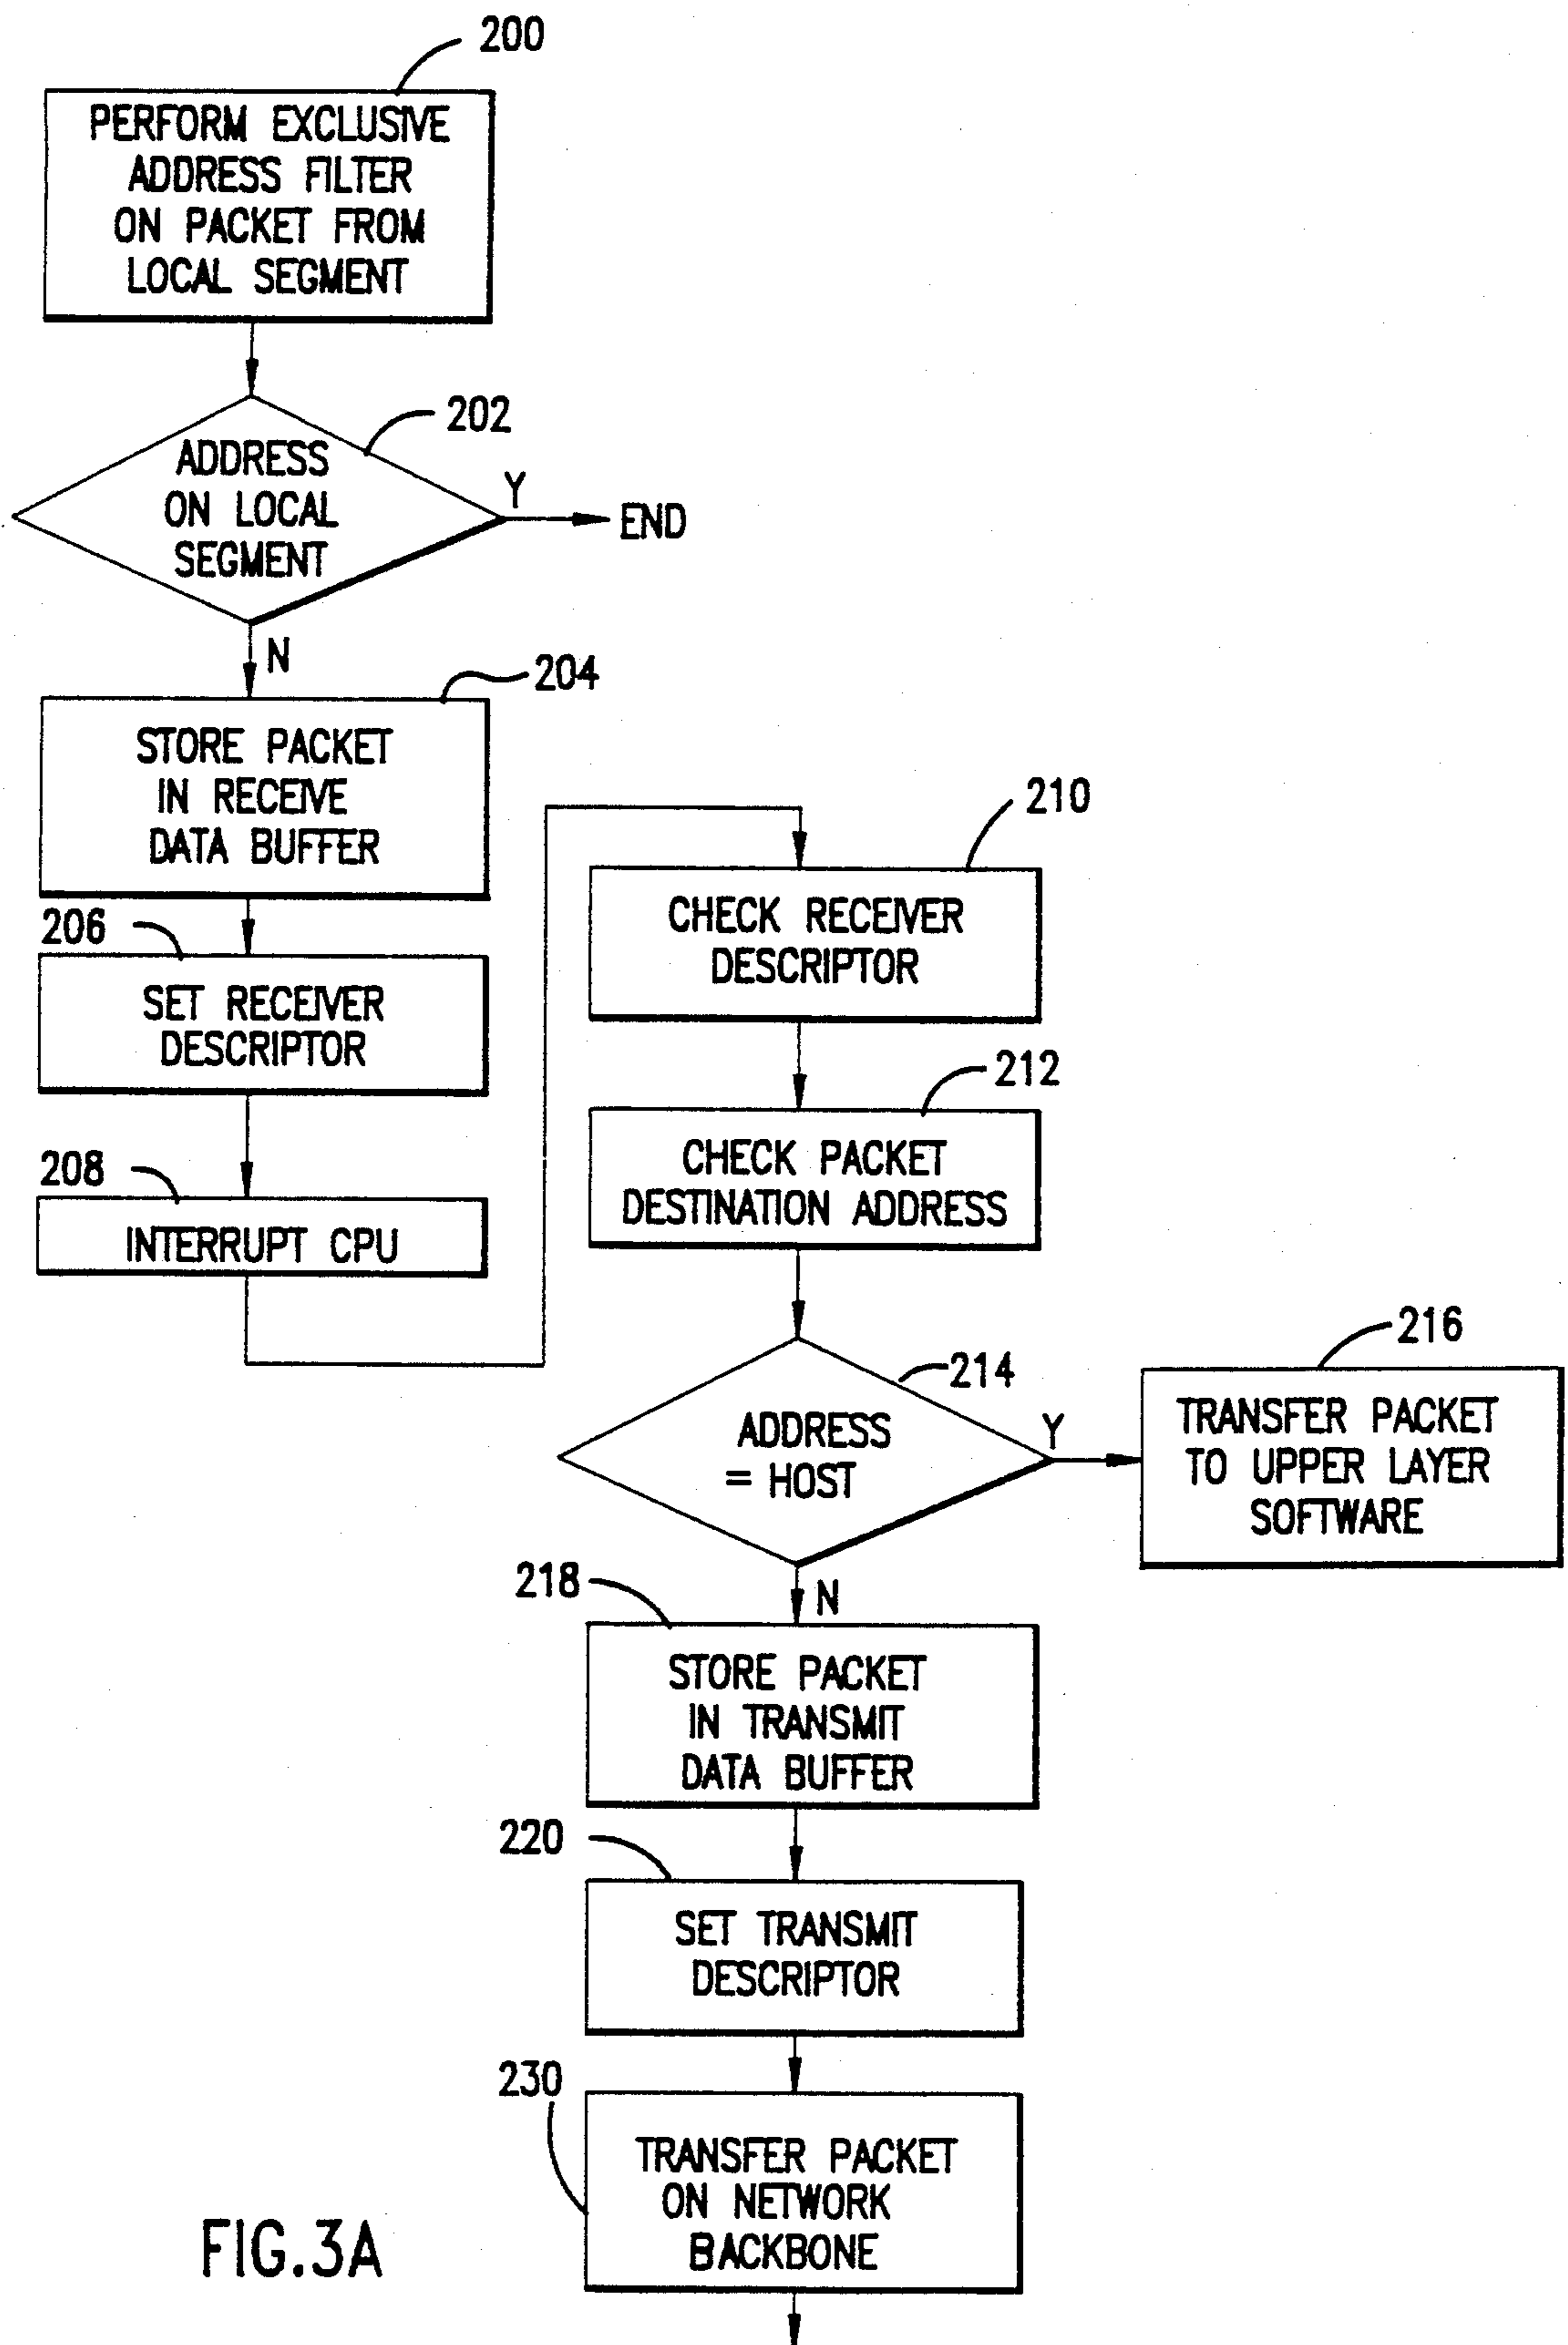 200
PERFORM EXCLUSIVE
ADDRESS FILTER
ON PACKET FROM
LOCAL SEGMENT
202
ADDRESS
ON LOCAL
SEGMENT
Y
END
N
204
STORE PACKET
IN RECEIVE
DATA BUFFER
206
SET RECEIVER
DESCRIPTOR
208
INTERRUPT CPU
210
CHECK RECEIVER
DESCRIPTOR
212
CHECK PACKET
DESTINATION ADDRESS
214
ADDRESS
= HOST
Y
216
TRANSFER PACKET
TO UPPER LAYER
SOFTWARE
N
218
STORE PACKET
IN TRANSMIT
DATA BUFFER
220
SET TRANSMIT
DESCRIPTOR
230
TRANSFER PACKET
ON NETWORK
BACKBONE
FIG.3A